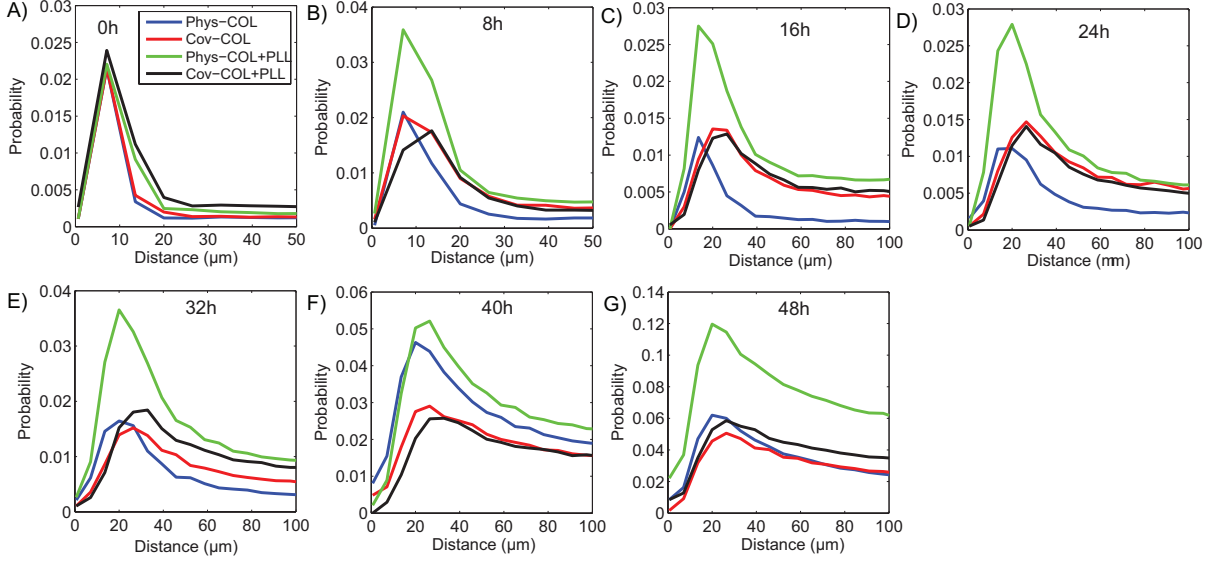 A)
0h
Phys-COL
Cov-COL
Phys-COL+PLL
Cov-COL+PLL
0.03
0.025
0.02
0.015
0.01
0.005
0
Probability
0 10 20 30 40 50
Distance (µm)
B)
8h
0.04
0.03
0.02
0.01
0
Probability
0 10 20 30 40 50
Distance (µm)
C)
16h
0.03
0.025
0.02
0.015
0.01
0.005
0
Probability
0 20 40 60 80 100
Distance (µm)
D)
24h
0.03
0.025
0.02
0.015
0.01
0.005
0
Probability
0 20 40 60 80 100
Distance (mm)
E)
32h
0.04
0.03
0.02
0.01
0
Probability
0 20 40 60 80 100
Distance (µm)
F)
40h
0.06
0.05
0.04
0.03
0.02
0.01
0
Probability
0 20 40 60 80 100
Distance (µm)
G)
48h
0.14
0.12
0.1
0.08
0.06
0.04
0.02
0
Probability
0 20 40 60 80 100
Distance (µm)